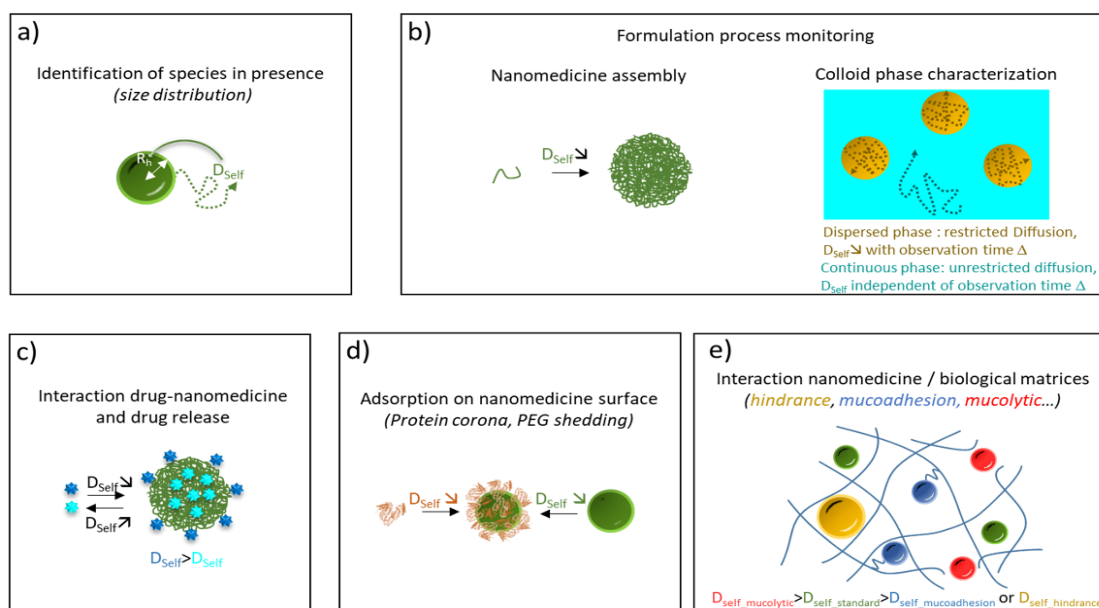 a)
Identification of species in presence
(size distribution)
Rh
DSelf
b)
Formulation process monitoring
Nanomedicine assembly
DSelf ↘
Colloid phase characterization
Dispersed phase : restricted Diffusion,
DSelf ↘ with observation time Δ
Continuous phase: unrestricted diffusion,
DSelf independent of observation time Δ
c)
Interaction drug-nanomedicine
and drug release
DSelf ↘
DSelf ↗
DSelf>DSelf
d)
Adsorption on nanomedicine surface
(Protein corona, PEG shedding)
DSelf ↘
DSelf ↘
e)
Interaction nanomedicine / biological matrices
(hindrance, mucoadhesion, mucolytic...)
Dself_mucolytic>Dself_standard>Dself_mucoadhesion or Dself_hindrance